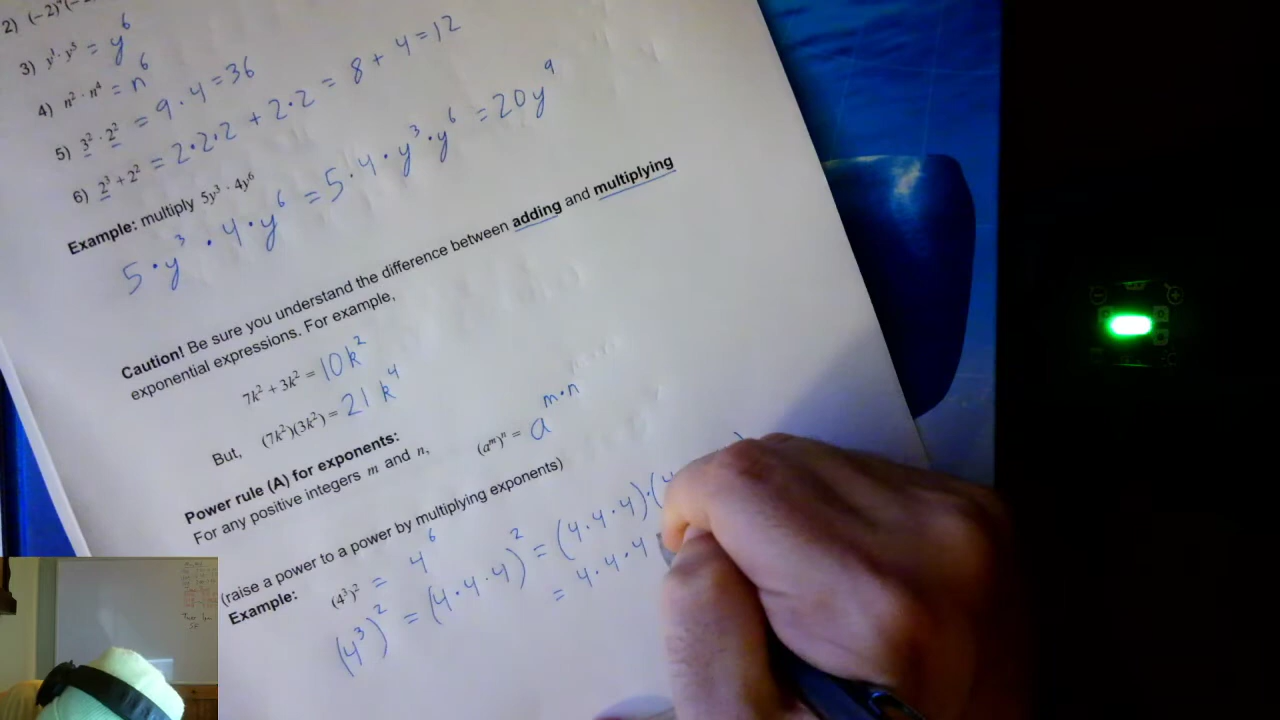 2) (-2)
3) y¹ · y⁵ = y⁶
4) n² · n⁴ = n⁶
5) 3² · 2² = 9 · 4 = 36
6) 2³ + 2² = 2·2·2 + 2·2 = 8 + 4 = 12
Example: multiply 5y³ · 4y⁶
5 · y³ · 4 · y⁶ = 5 · 4 · y³ · y⁶ = 20y⁹
Caution! Be sure you understand the difference between adding and multiplying
exponential expressions. For example,
7k² + 3k² = 10k²
But, (7k²)(3k²) = 21k⁴
Power rule (A) for exponents:
For any positive integers m and n, (aᵐ)ⁿ = a^(m·n)
(raise a power to a power by multiplying exponents)
Example: (4³)² = 4⁶
(4³)² = (4·4·4)² = (4·4·4)·(4
= 4·4·4